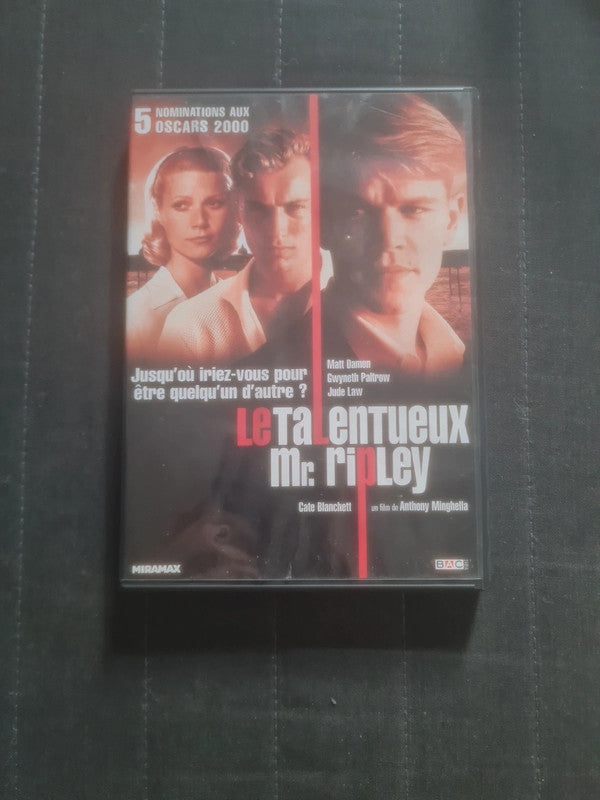 5 NOMINATIONS AUX
OSCARS 2000
Jusqu'où iriez-vous pour
être quelqu'un d'autre ?
Matt Damon
Gwyneth Paltrow
Jude Law
Le TaLenTueux
mr. ripLey
Cate Blanchett un film de Anthony Minghella
MIRAMAX
BAC